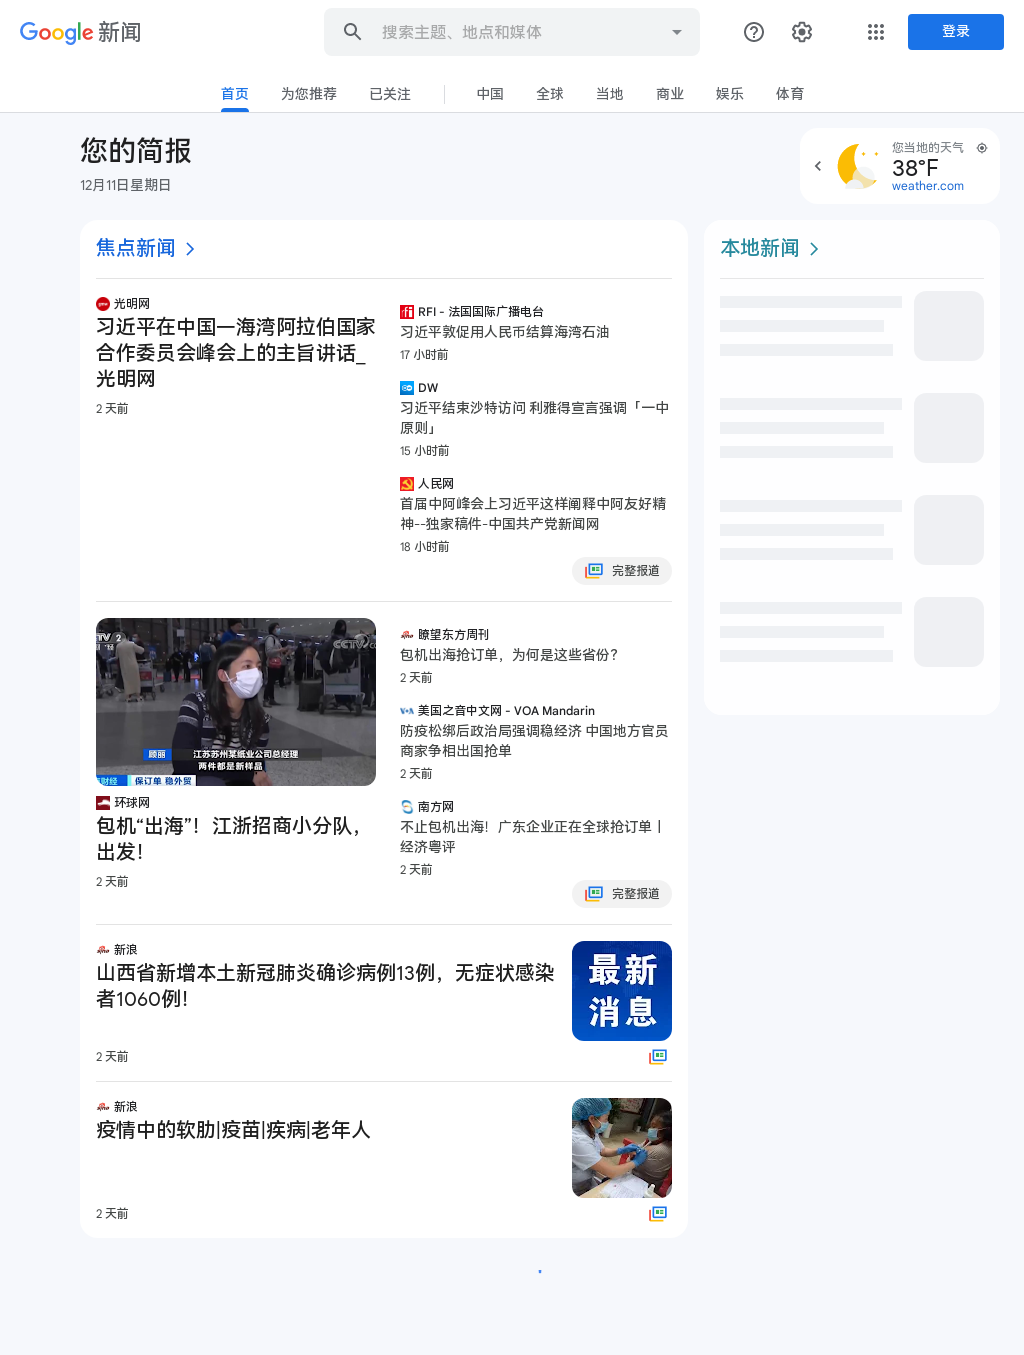 Google 新闻
搜索主题、地点和媒体
登录
首页
为您推荐
已关注
中国
全球
当地
商业
娱乐
体育
您的简报
12月11日星期日
您当地的天气
38°F
weather.com
焦点新闻
光明网
习近平在中国—海湾阿拉伯国家
合作委员会峰会上的主旨讲话_
光明网
2 天前
RFI - 法国国际广播电台
习近平敦促用人民币结算海湾石油
17 小时前
DW
习近平结束沙特访问 利雅得宣言强调「一中
原则」
15 小时前
人民网
首届中阿峰会上习近平这样阐释中阿友好精
神--独家稿件-中国共产党新闻网
18 小时前
完整报道
CCTV 2
顾丽
江苏苏州某纸业公司总经理
两件都是新样品
保订单 稳外贸
环球网
包机“出海”！江浙招商小分队，
出发！
2 天前
瞭望东方周刊
包机出海抢订单，为何是这些省份？
2 天前
美国之音中文网 - VOA Mandarin
防疫松绑后政治局强调稳经济 中国地方官员
商家争相出国抢单
2 天前
南方网
不止包机出海！广东企业正在全球抢订单丨
经济粤评
2 天前
完整报道
新浪
山西省新增本土新冠肺炎确诊病例13例，无症状感染
者1060例！
2 天前
最新
消息
新浪
疫情中的软肋|疫苗|疾病|老年人
2 天前
本地新闻